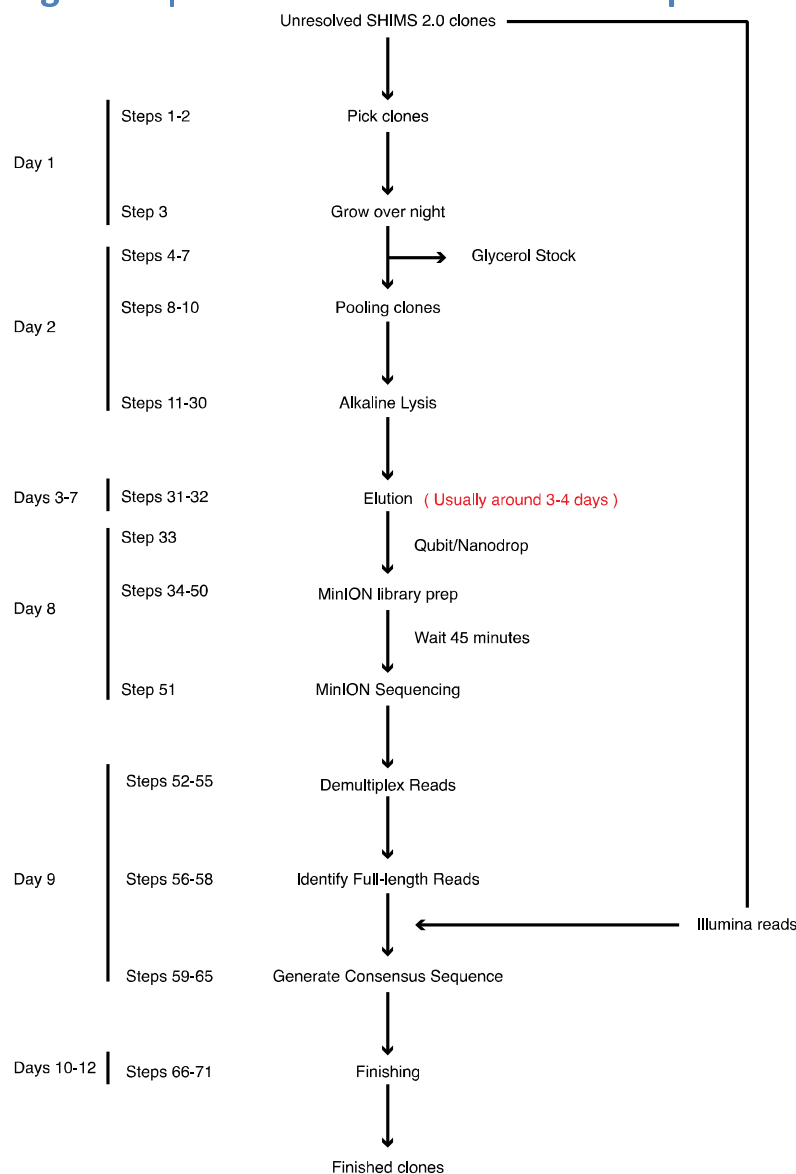 Unresolved SHIMS 2.0 clones
Day 1
Steps 1-2
Pick clones
Step 3
Grow over night
Day 2
Steps 4-7
Glycerol Stock
Steps 8-10
Pooling clones
Steps 11-30
Alkaline Lysis
Days 3-7
Steps 31-32
Elution ( Usually around 3-4 days )
Day 8
Step 33
Qubit/Nanodrop
Steps 34-50
MinION library prep
Wait 45 minutes
Step 51
MinION Sequencing
Day 9
Steps 52-55
Demultiplex Reads
Steps 56-58
Identify Full-length Reads
Illumina reads
Steps 59-65
Generate Consensus Sequence
Days 10-12
Steps 66-71
Finishing
Finished clones